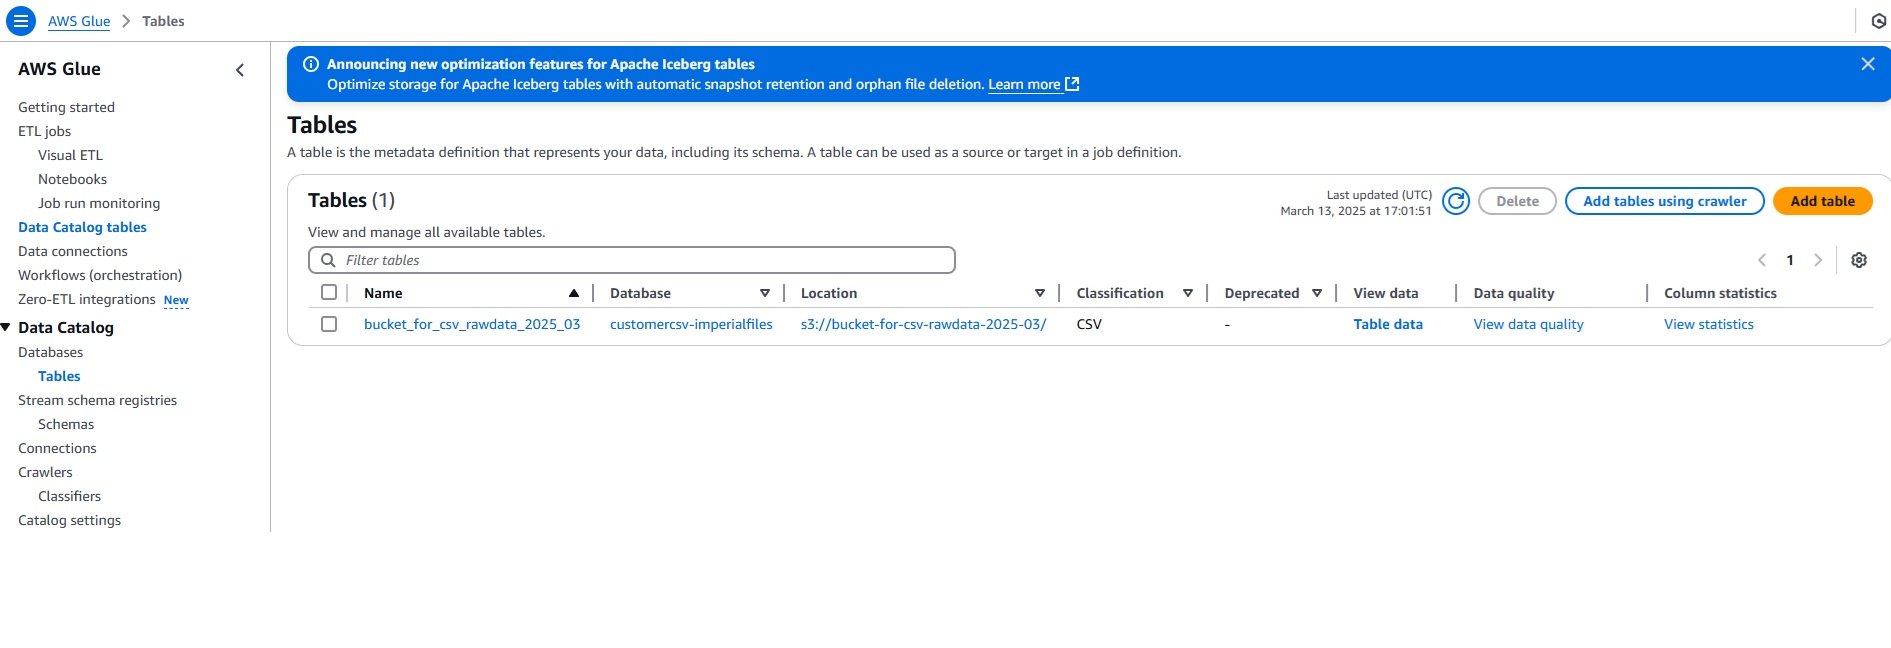 AWS Glue > Tables
AWS Glue
Getting started
ETL jobs
Visual ETL
Notebooks
Job run monitoring
Data Catalog tables
Data connections
Workflows (orchestration)
Zero-ETL integrations New
Data Catalog
Databases
Tables
Stream schema registries
Schemas
Connections
Crawlers
Classifiers
Catalog settings
Announcing new optimization features for Apache Iceberg tables
Optimize storage for Apache Iceberg tables with automatic snapshot retention and orphan file deletion. Learn more
Tables
A table is the metadata definition that represents your data, including its schema. A table can be used as a source or target in a job definition.
Tables (1)
Last updated (UTC)
March 13, 2025 at 17:01:51
Delete Add tables using crawler Add table
View and manage all available tables.
Filter tables
1
Name Database Location Classification Deprecated View data Data quality Column statistics
bucket_for_csv_rawdata_2025_03 customercsv-imperialfiles s3://bucket-for-csv-rawdata-2025-03/ CSV - Table data View data quality View statistics